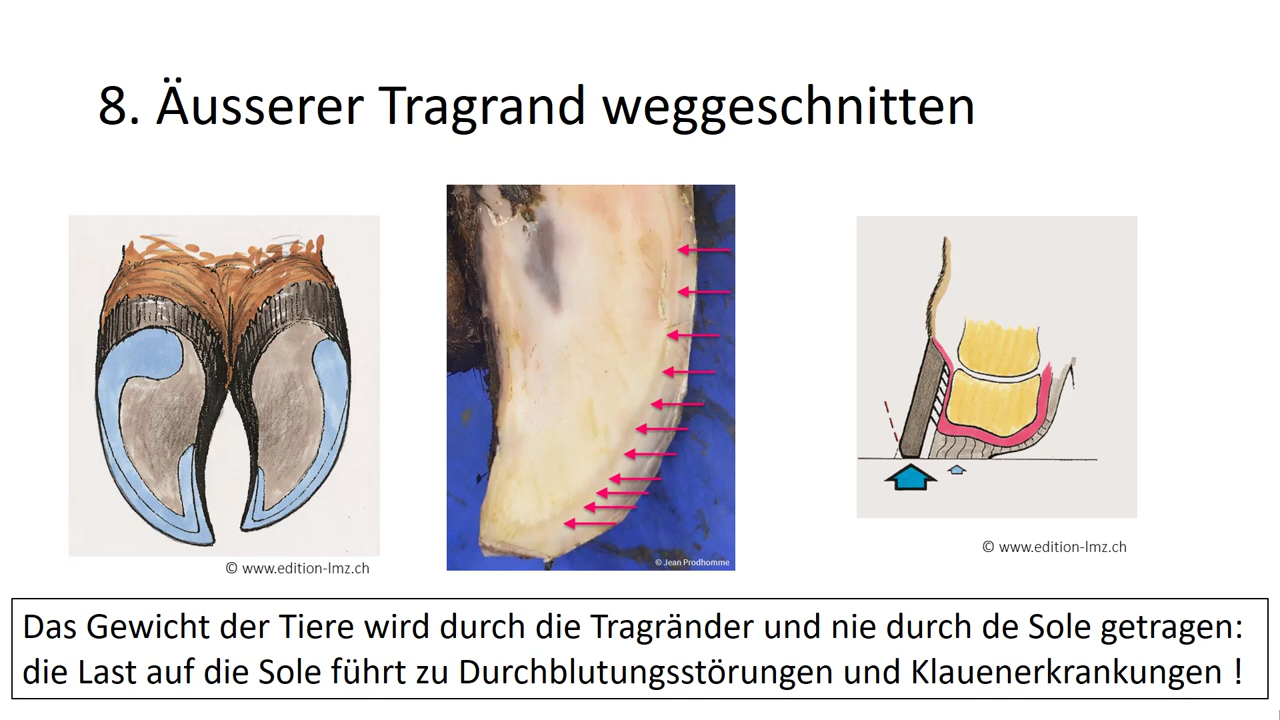 8. Äusserer Tragrand weggeschnitten
© Jean Prodhomme
© www.edition-lmz.ch
© www.edition-lmz.ch
Das Gewicht der Tiere wird durch die Tragränder und nie durch de Sole getragen:
die Last auf die Sole führt zu Durchblutungsstörungen und Klauenerkrankungen !